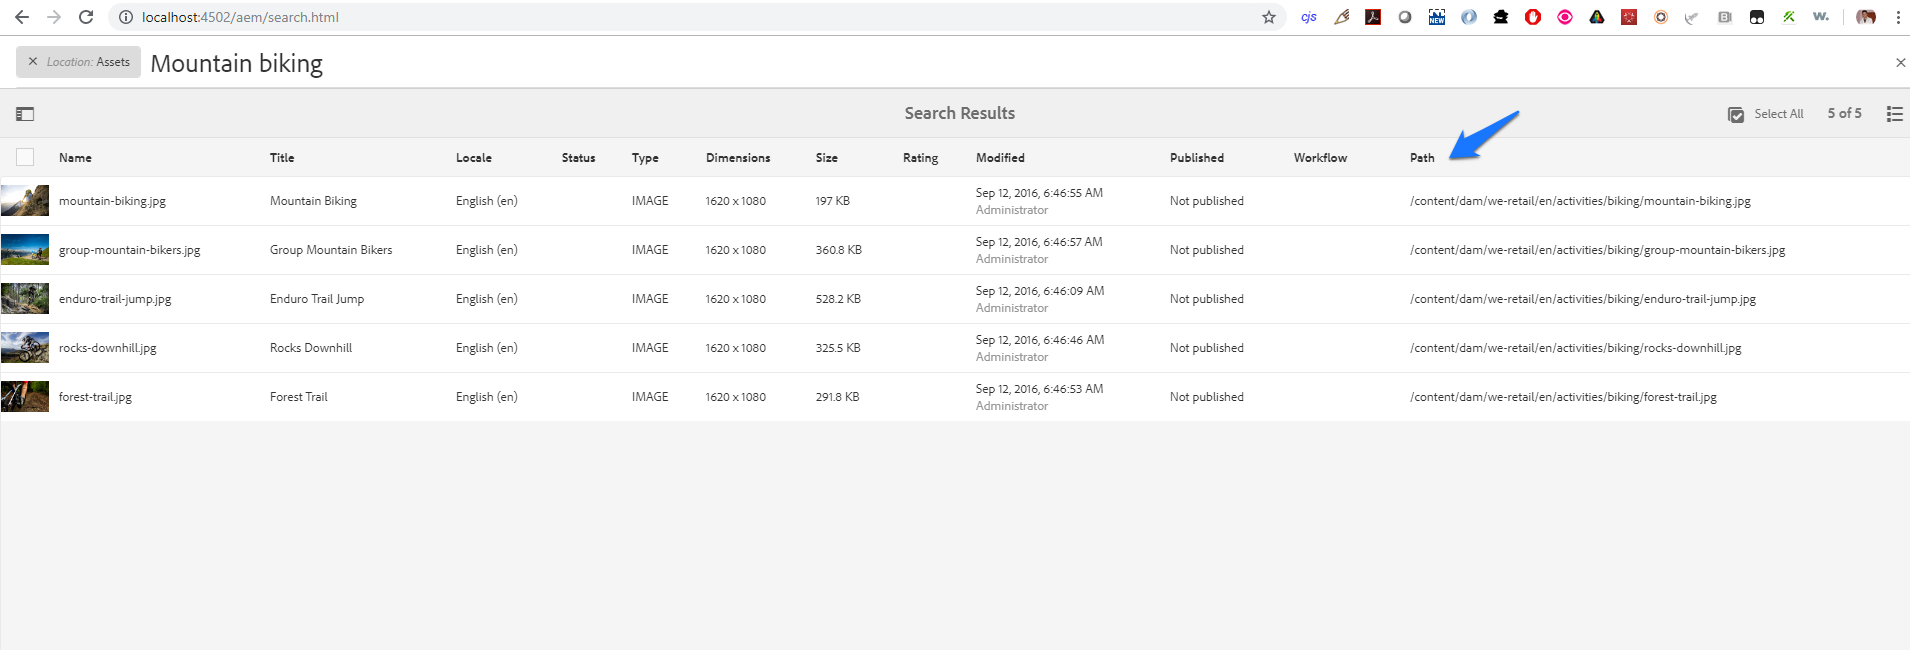 localhost:4502/aem/search.html
cjs
NEW
BI
w.
× Location: Assets Mountain biking ×
Search Results Select All 5 of 5
Name Title Locale Status Type Dimensions Size Rating Modified Published Workflow Path
mountain-biking.jpg Mountain Biking English (en) IMAGE 1620 x 1080 197 KB Sep 12, 2016, 6:46:55 AM Not published /content/dam/we-retail/en/activities/biking/mountain-biking.jpg
Administrator
group-mountain-bikers.jpg Group Mountain Bikers English (en) IMAGE 1620 x 1080 360.8 KB Sep 12, 2016, 6:46:57 AM Not published /content/dam/we-retail/en/activities/biking/group-mountain-bikers.jpg
Administrator
enduro-trail-jump.jpg Enduro Trail Jump English (en) IMAGE 1620 x 1080 528.2 KB Sep 12, 2016, 6:46:09 AM Not published /content/dam/we-retail/en/activities/biking/enduro-trail-jump.jpg
Administrator
rocks-downhill.jpg Rocks Downhill English (en) IMAGE 1620 x 1080 325.5 KB Sep 12, 2016, 6:46:46 AM Not published /content/dam/we-retail/en/activities/biking/rocks-downhill.jpg
Administrator
forest-trail.jpg Forest Trail English (en) IMAGE 1620 x 1080 291.8 KB Sep 12, 2016, 6:46:53 AM Not published /content/dam/we-retail/en/activities/biking/forest-trail.jpg
Administrator